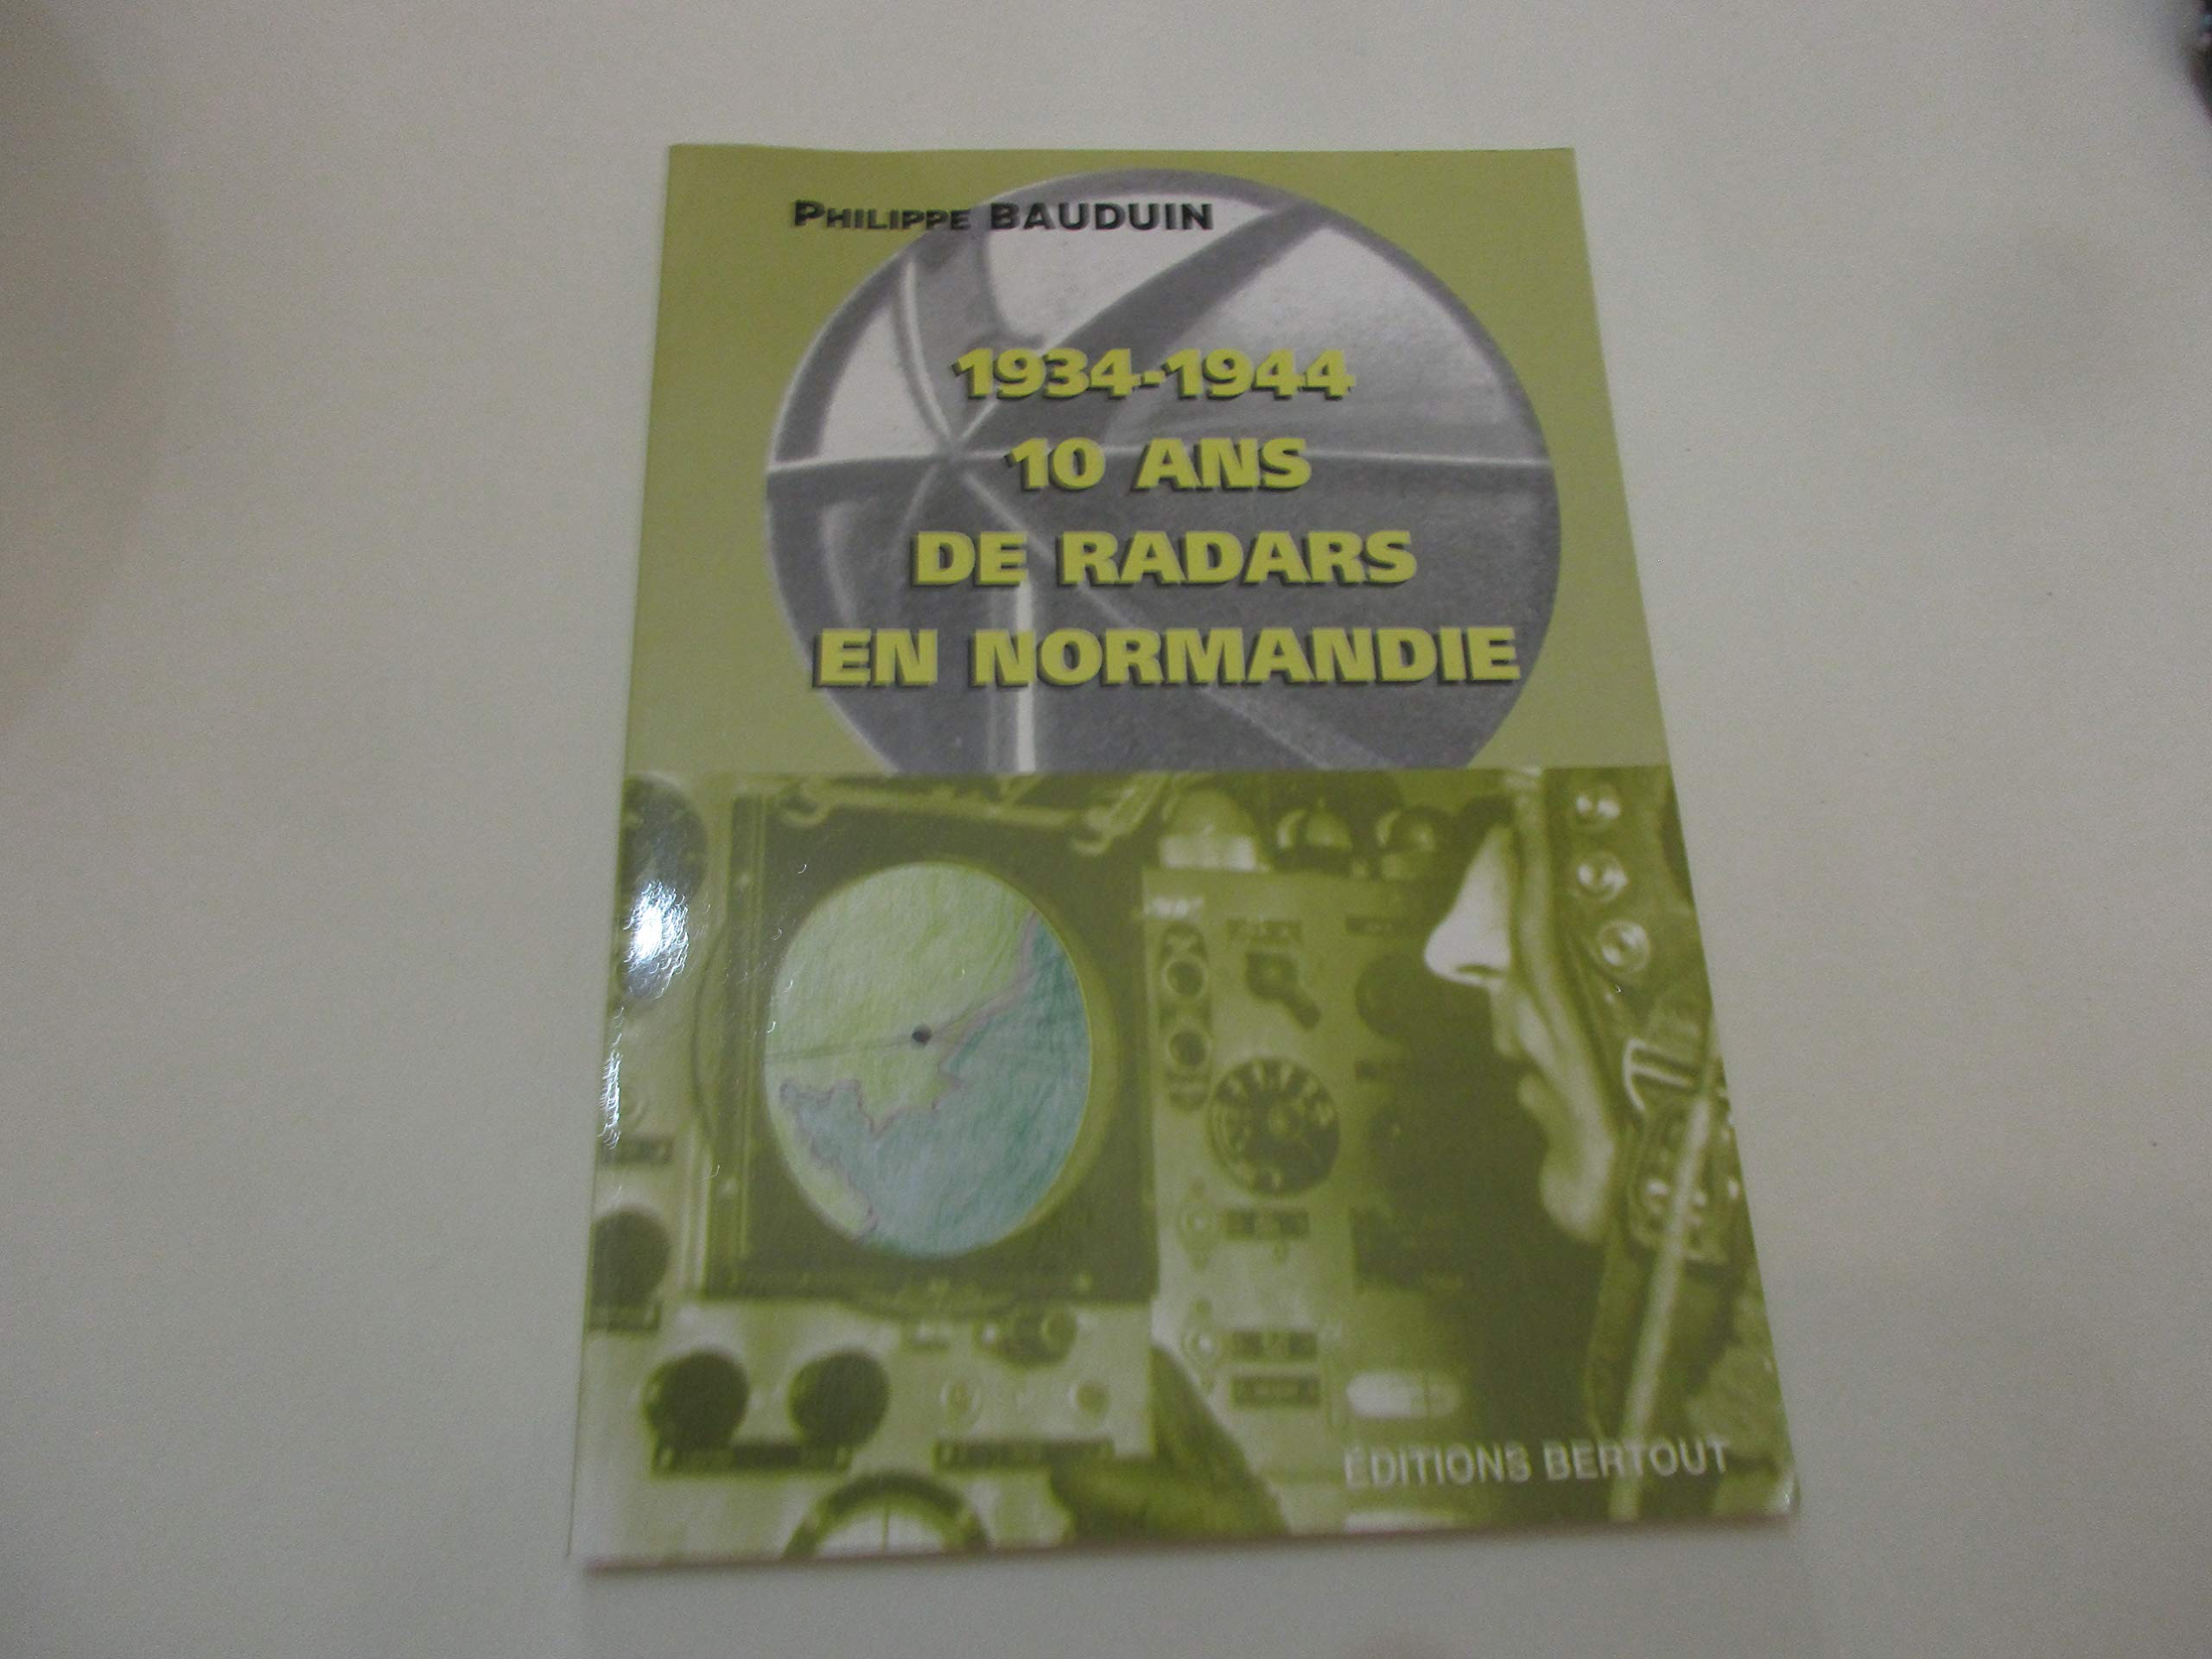 PHILIPPE BAUDUIN
1934-1944
10 ANS
DE RADARS
EN NORMANDIE
ÉDITIONS BERTOUT